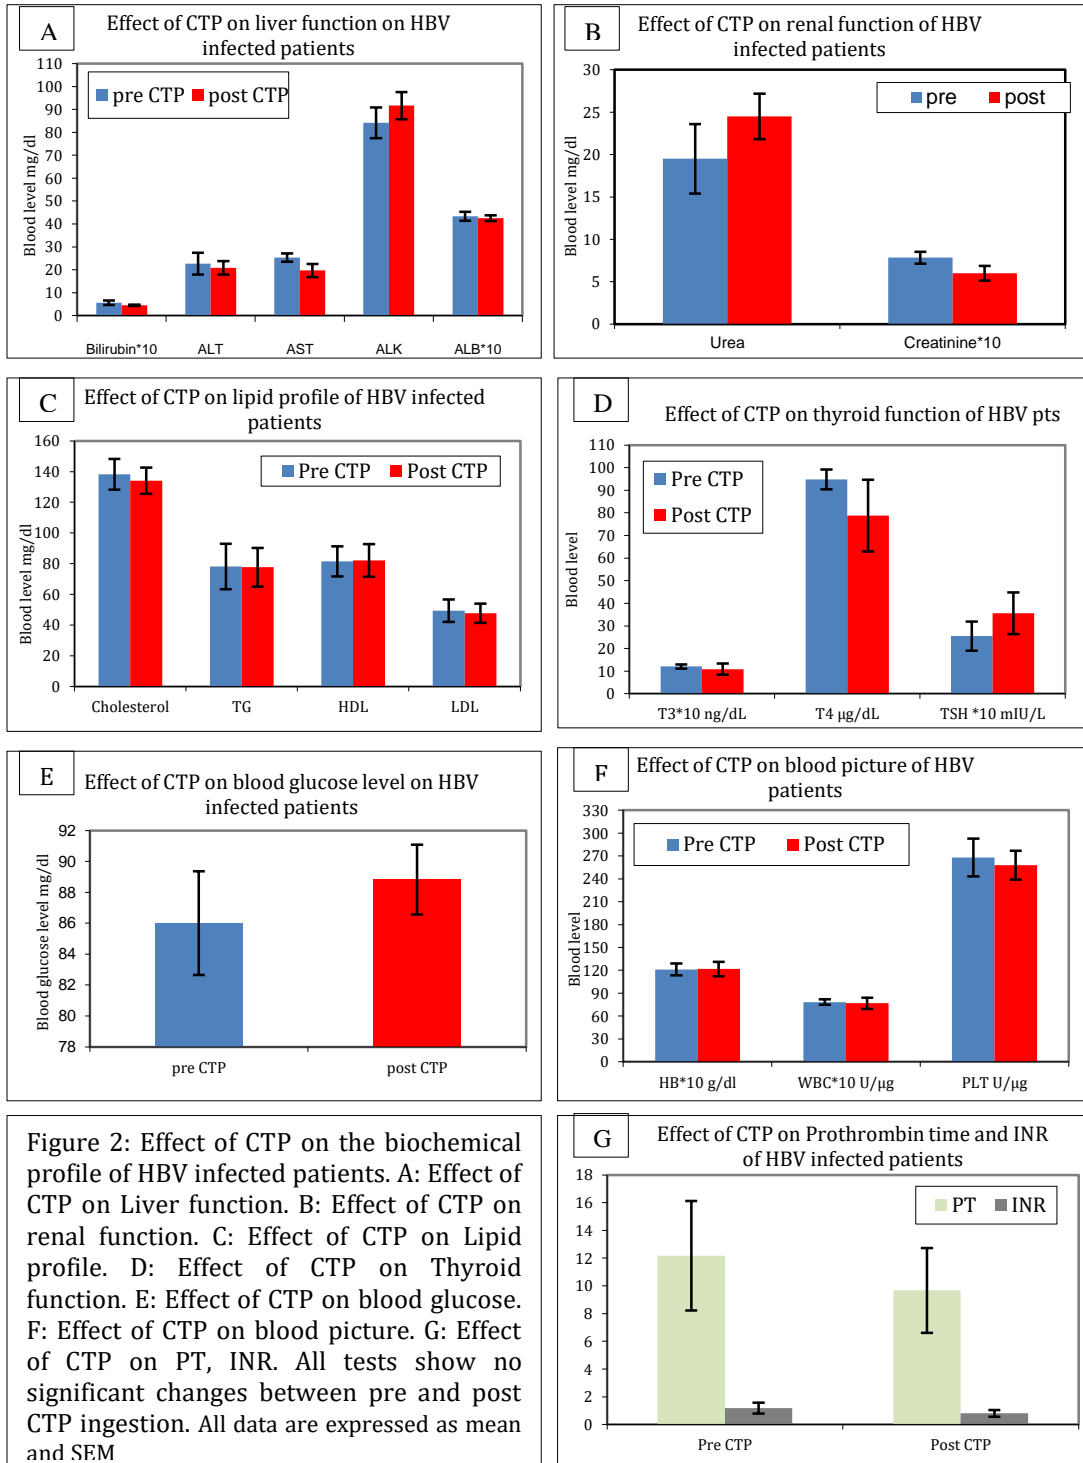 A
Effect of CTP on liver function on HBV
infected patients
Blood level mg/dl
110
100
90
80
70
60
50
40
30
20
10
0
pre CTP post CTP
Bilirubin*10 ALT AST ALK ALB*10
B
Effect of CTP on renal function of HBV
infected patients
Blood level mg/dl
30
25
20
15
10
5
0
pre post
Urea Creatinine*10
C
Effect of CTP on lipid profile of HBV infected
patients
Blood level mg/dl
160
140
120
100
80
60
40
20
0
Pre CTP Post CTP
Cholesterol TG HDL LDL
D
Effect of CTP on thyroid function of HBV pts
Blood level
110
100
90
80
70
60
50
40
30
20
10
0
Pre CTP
Post CTP
T3*10 ng/dL T4 µg/dL TSH *10 mIU/L
E
Effect of CTP on blood glucose level on HBV
infected patients
Blood glucose level mg/dl
92
90
88
86
84
82
80
78
pre CTP post CTP
F
Effect of CTP on blood picture of HBV
patients
Blood level
330
300
270
240
210
180
150
120
90
60
30
0
Pre CTP Post CTP
HB*10 g/dl WBC*10 U/µg PLT U/µg
Figure 2: Effect of CTP on the biochemical
profile of HBV infected patients. A: Effect of
CTP on Liver function. B: Effect of CTP on
renal function. C: Effect of CTP on Lipid
profile. D: Effect of CTP on Thyroid
function. E: Effect of CTP on blood glucose.
F: Effect of CTP on blood picture. G: Effect
of CTP on PT, INR. All tests show no
significant changes between pre and post
CTP ingestion. All data are expressed as mean
and SEM
G
Effect of CTP on Prothrombin time and INR
of HBV infected patients
18
16
14
12
10
8
6
4
2
0
PT INR
Pre CTP Post CTP